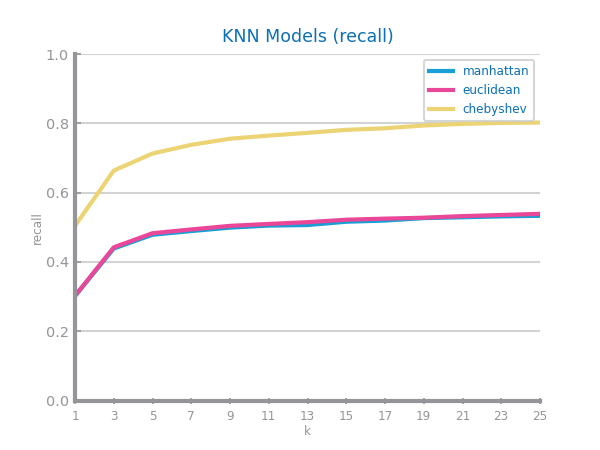 KNN Models (recall)
1.0
0.8
0.6
0.4
0.2
0.0
recall
manhattan
euclidean
chebyshev
1 3 5 7 9 11 13 15 17 19 21 23 25
k